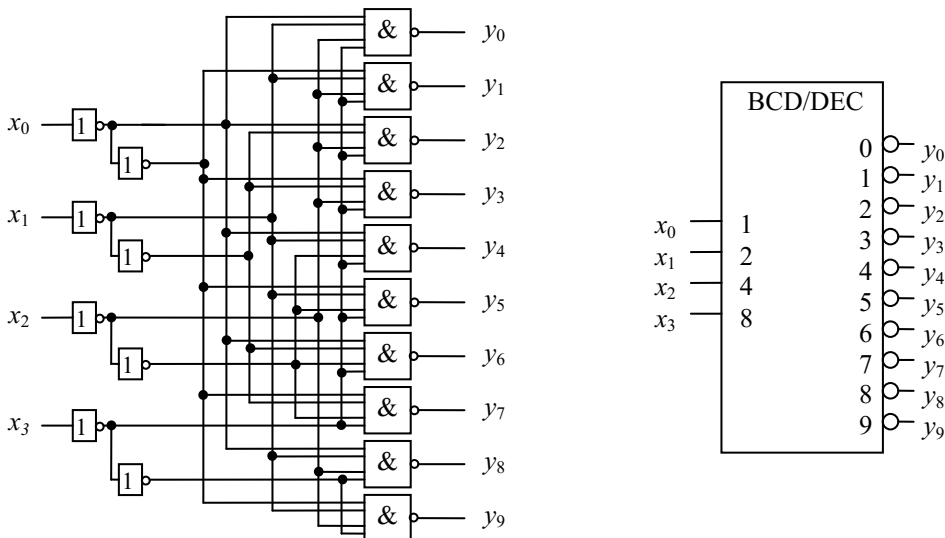 & y₀
& y₁
x₀ 1 & y₂
1
& y₃
x₁ 1
& y₄
1
& y₅
x₂ 1
& y₆
1
& y₇
x₃ 1
& y₈
1
& y₉
BCD/DEC
0 y₀
1 y₁
2 y₂
x₀ 1
3 y₃
x₁ 2
4 y₄
x₂ 4
5 y₅
x₃ 8
6 y₆
7 y₇
8 y₈
9 y₉